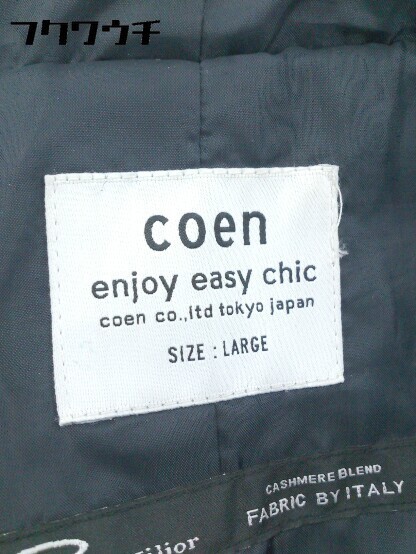 フクワウチ
coen
enjoy easy chic
coen co.,ltd tokyo japan
SIZE : LARGE
CASHMERE BLEND
FABRIC BY ITALY